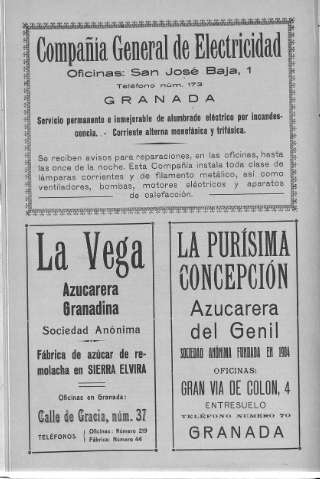 Compañia General de Electricidad
Oficinas: San José Baja, 1
Teléfono núm. 173
GRANADA
Servicio permanente e inmejorable de alumbrado eléctrico por incandes-
cencia. - Corriente alterna monofásica y trifásica.
Se reciben avisos para reparaciones, en las oficinas, hasta
las once de la noche. Esta Compañía instala toda clase de
lámparas corrientes y de filamento metálico, así como
ventiladores, bombas, motores eléctricos y aparatos
de calefacción.
La Vega
Azucarera
Granadina
Sociedad Anónima
Fábrica de azúcar de re-
molacha en SIERRA ELVIRA
Oficinas en Granada:
Calle de Gracia, núm. 37
TELÉFONOS
Oficinas: Número 219
Fábrica: Número 44
LA PURÍSIMA
CONCEPCIÓN
Azucarera
del Genil
SOCIEDAD ANÓNIMA FUNDADA EN 1904
OFICINAS:
GRAN VIA DE COLON, 4
ENTRESUELO
TELÉFONO NÚMERO 70
GRANADA